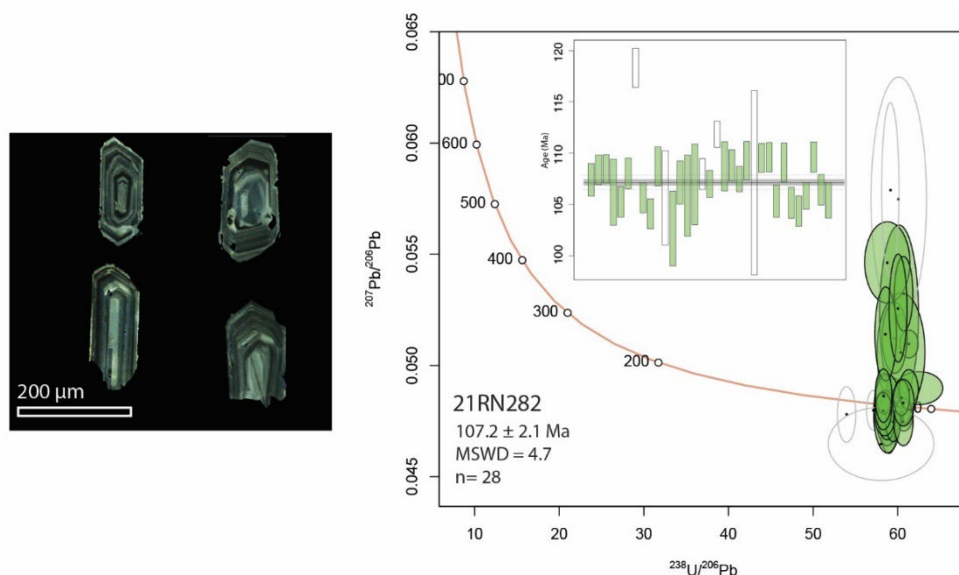 200 µm
0.065
0.060
0.055
0.050
0.045
²⁰⁷Pb/²⁰⁶Pb
00
600
500
400
300
200
0
120
115
110
105
100
Age (Ma)
21RN282
107.2 ± 2.1 Ma
MSWD = 4.7
n= 28
10 20 30 40 50 60
²³⁸U/²⁰⁶Pb